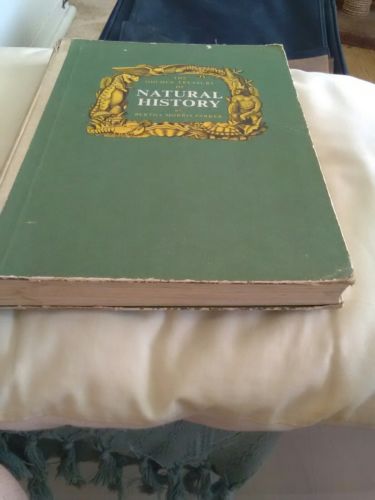 THE
GOLDEN TREASURY
OF
NATURAL
HISTORY
BY
BERTHA MORRIS PARKER